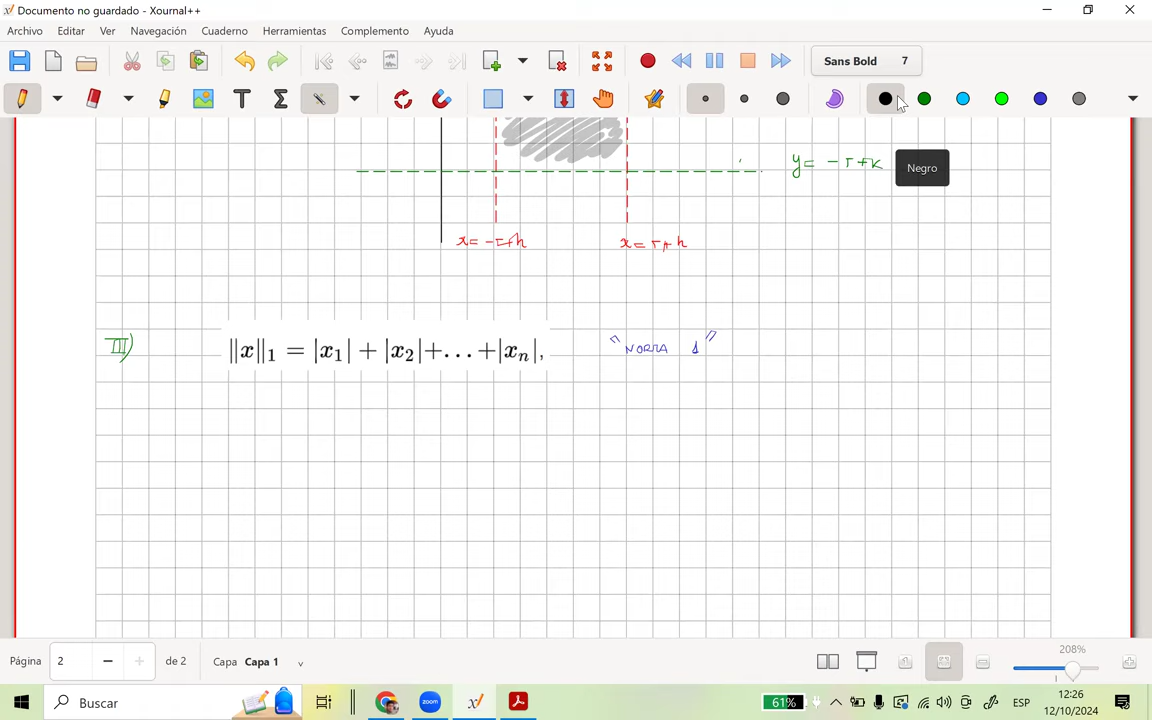 Documento no guardado - Xournal++
Archivo Editar Ver Navegación Cuaderno Herramientas Complemento Ayuda
Sans Bold 7
T Σ
Negro
y = -r+k
x = -r+h x = r+h
III) ‖x‖₁ = |x₁| + |x₂|+…+|xₙ|, "NORMA 1"
Página 2 de 2 Capa Capa 1 208%
Buscar 61% ESP 12:26
12/10/2024